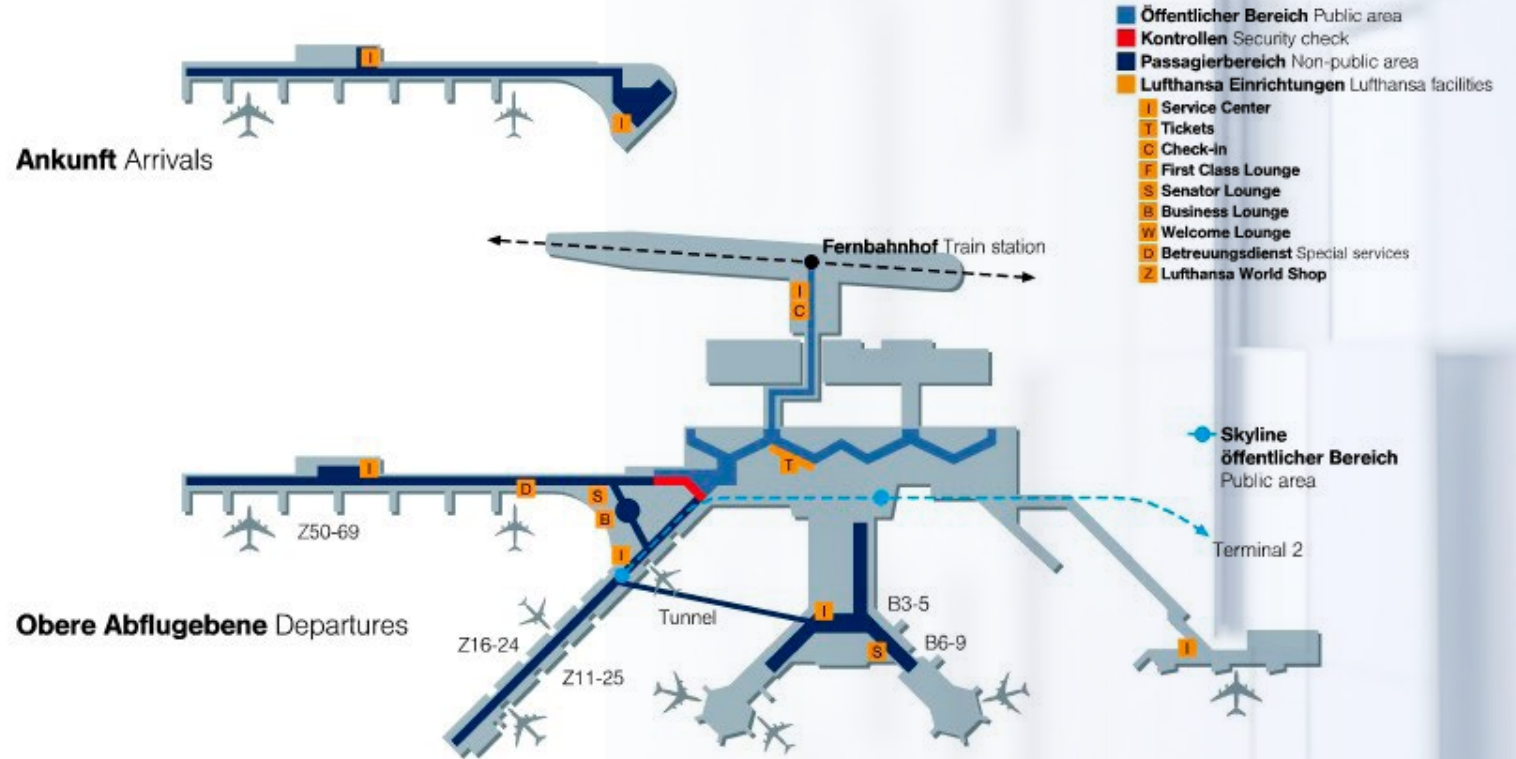 Öffentlicher Bereich Public area
Kontrollen Security check
Passagierbereich Non-public area
Lufthansa Einrichtungen Lufthansa facilities
I Service Center
T Tickets
C Check-in
F First Class Lounge
S Senator Lounge
B Business Lounge
W Welcome Lounge
D Betreuungsdienst Special services
Z Lufthansa World Shop
I
I
Ankunft Arrivals
Fernbahnhof Train station
I
C
Skyline
öffentlicher Bereich
Public area
Terminal 2
T
I
D
S
B
I
Z50-69
Obere Abflugebene Departures
Tunnel
Z16-24
Z11-25
I
B3-5
S
B6-9
I